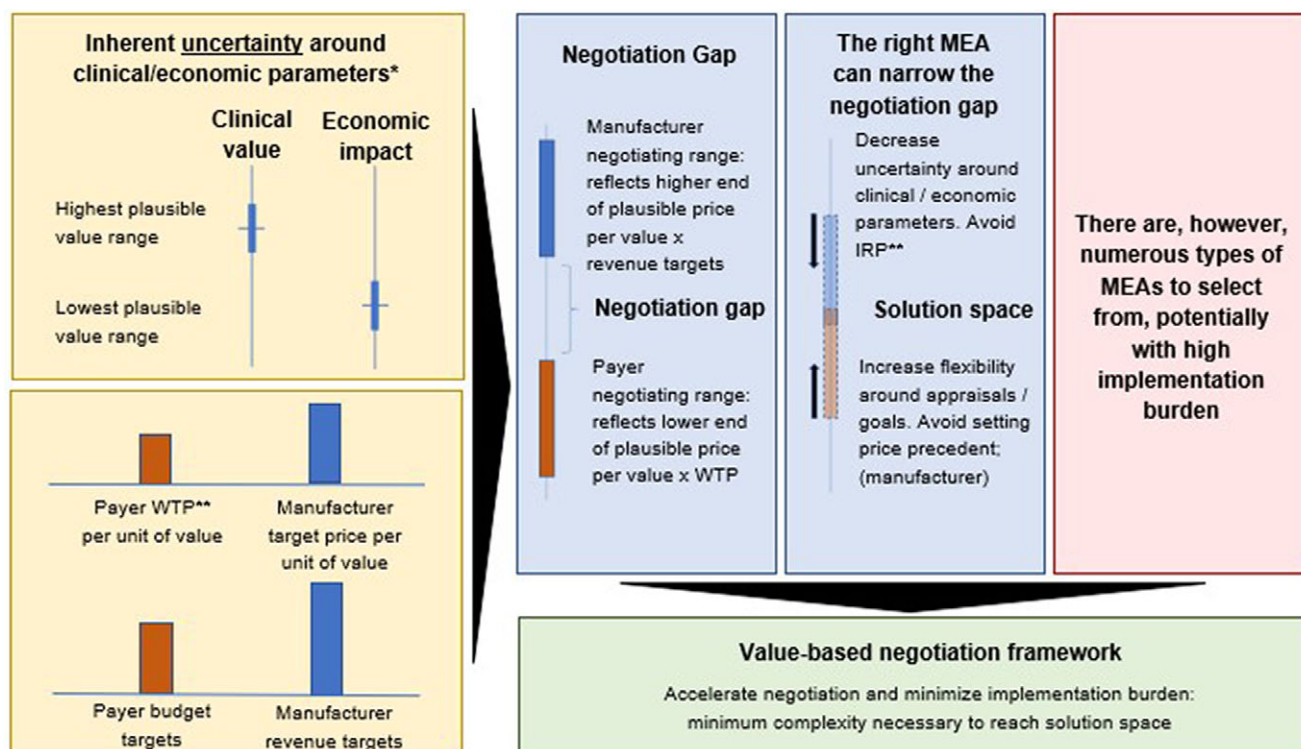 Inherent uncertainty around
clinical/economic parameters*
Clinical
value
Economic
impact
Highest plausible
value range
Lowest plausible
value range
Payer WTP**
per unit of value
Manufacturer
target price per
unit of value
Payer budget
targets
Manufacturer
revenue targets
Negotiation Gap
Manufacturer
negotiating range:
reflects higher end
of plausible price
per value x
revenue targets
Negotiation gap
Payer
negotiating range:
reflects lower end
of plausible price
per value x WTP
The right MEA
can narrow the
negotiation gap
Decrease
uncertainty around
clinical / economic
parameters. Avoid
IRP**
Solution space
Increase flexibility
around appraisals /
goals. Avoid setting
price precedent;
(manufacturer)
There are, however,
numerous types of
MEAs to select
from, potentially
with high
implementation
burden
Value-based negotiation framework
Accelerate negotiation and minimize implementation burden:
minimum complexity necessary to reach solution space